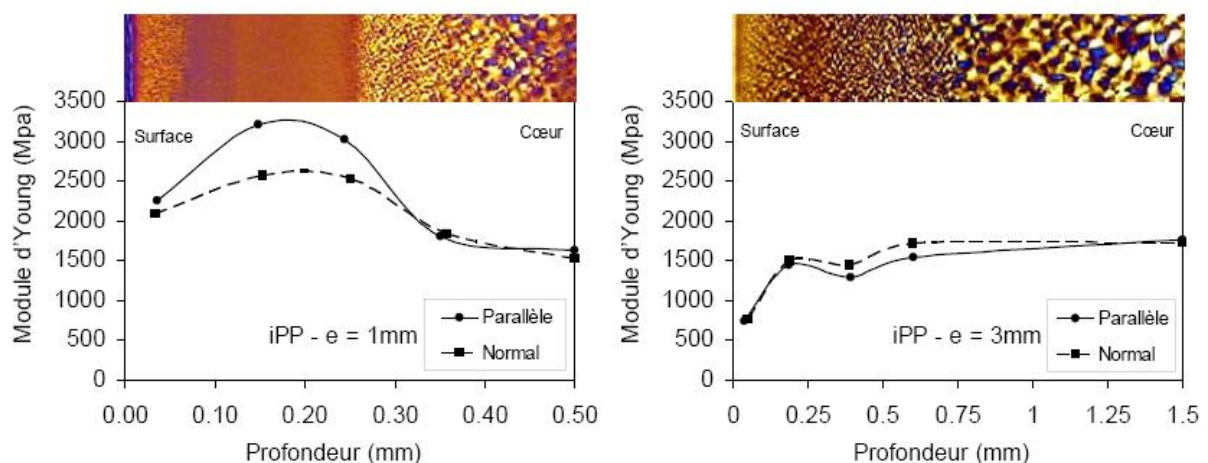 3500
3000
2500
2000
1500
1000
500
0
Module d'Young (Mpa)
Surface
Cœur
iPP - e = 1mm
Parallèle
Normal
0.00 0.10 0.20 0.30 0.40 0.50
Profondeur (mm)
3500
3000
2500
2000
1500
1000
500
0
Module d'Young (Mpa)
Surface
Cœur
iPP - e = 3mm
Parallèle
Normal
0 0.25 0.5 0.75 1 1.25 1.5
Profondeur (mm)